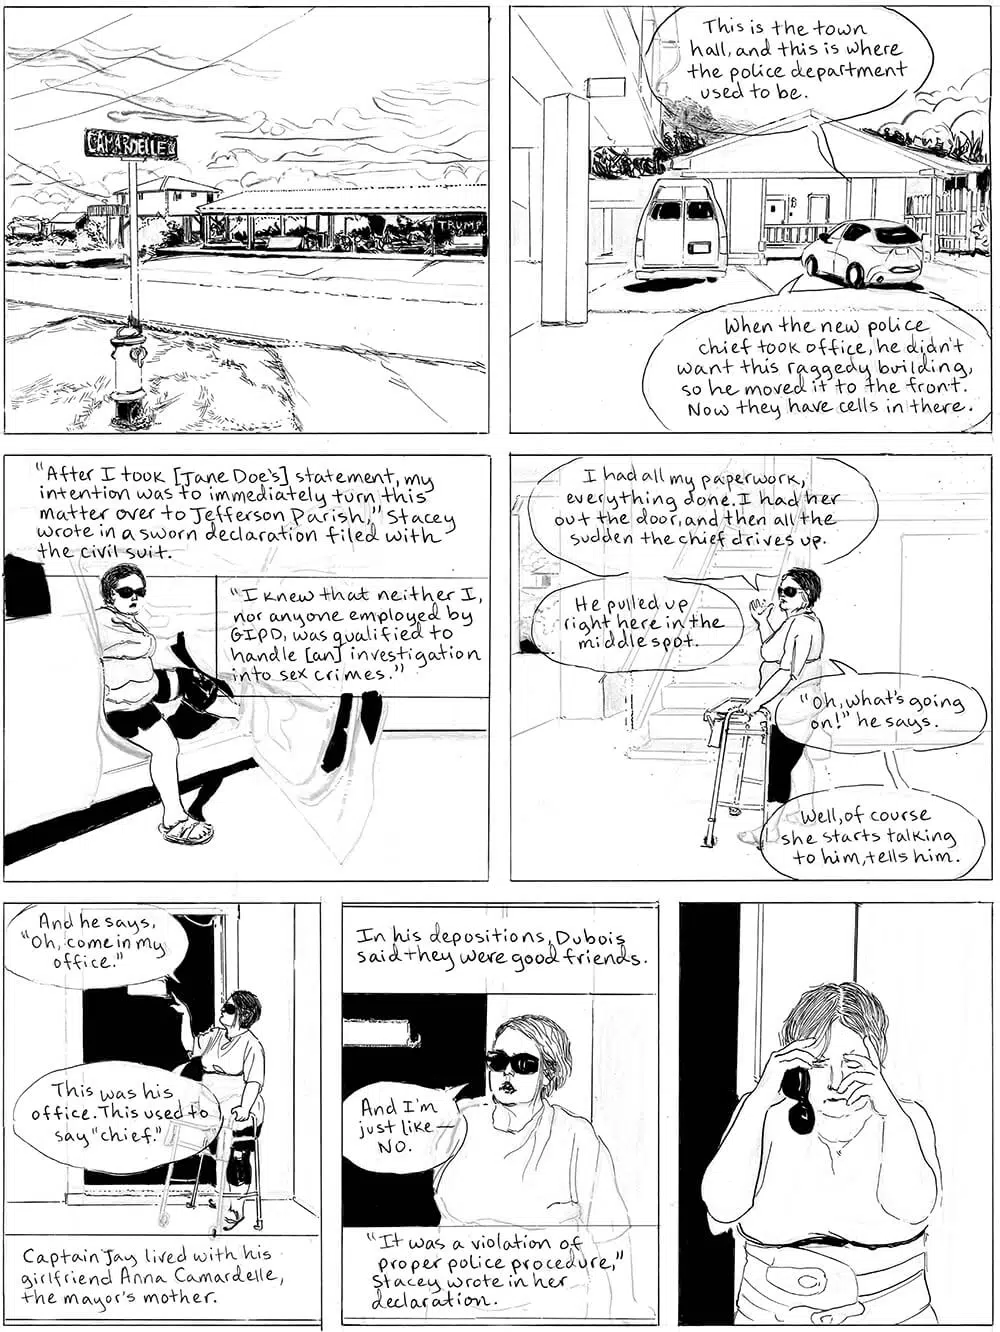 CAMARDELLE
This is the town
hall, and this is where
the police department
used to be.
When the new police
chief took office, he didn't
want this raggedy building,
so he moved it to the front.
Now they have cells in there.
"After I took [Jane Doe's] statement, my
intention was to immediately turn this
matter over to Jefferson Parish," Stacey
wrote in a sworn declaration filed with
the civil suit.
"I knew that neither I,
nor anyone employed by
GIPD, was qualified to
handle [an] investigation
into sex crimes."
I had all my paperwork,
everything done. I had her
out the door, and then all the
sudden the chief drives up.
He pulled up
right here in the
middle spot.
"Oh, what's going
on!" he says.
Well, of course
she starts talking
to him, tells him.
And he says,
"Oh, come in my
office."
This was his
office. This used to
say "chief."
Captain Jay lived with his
girlfriend Anna Camardelle,
the mayor's mother.
In his depositions, Dubois
said they were good friends.
And I'm
just like—
NO.
"It was a violation of
proper police procedure,"
Stacey wrote in her
declaration.